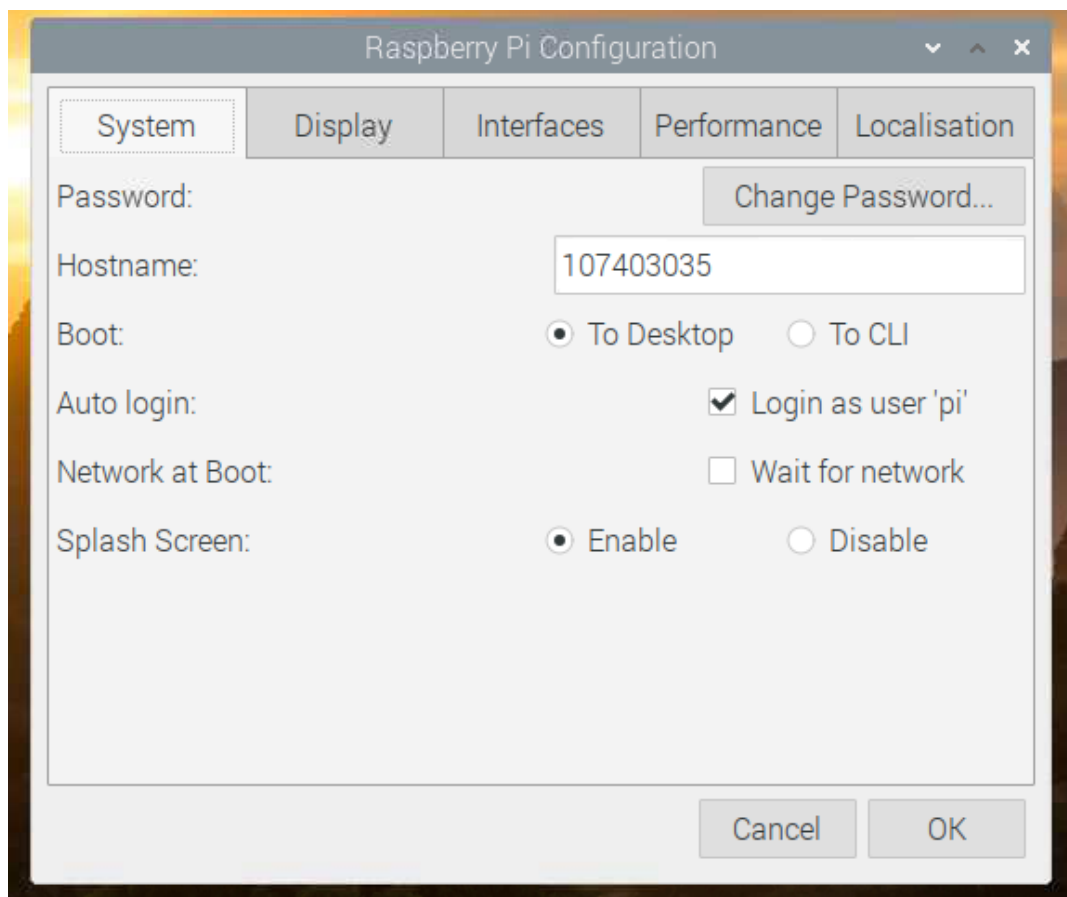 Raspberry Pi Configuration
System Display Interfaces Performance Localisation
Password: Change Password...
Hostname: 107403035
Boot: To Desktop To CLI
Auto login: Login as user 'pi'
Network at Boot: Wait for network
Splash Screen: Enable Disable
Cancel OK